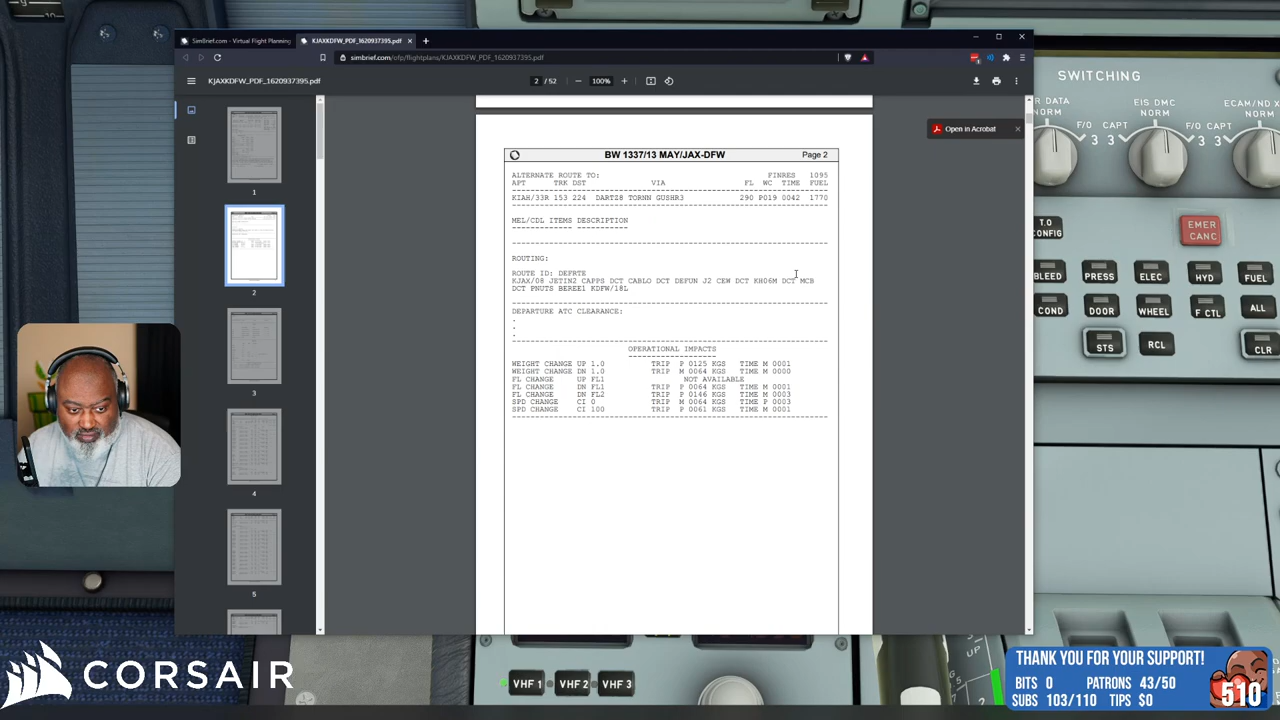 SimBrief.com - Virtual Flight Planning
KJAXKDFW_PDF_1620937395.pdf
simbrief.com/ofp/flightplans/KJAXKDFW_PDF_1620937395.pdf
KJAXKDFW_PDF_1620937395.pdf
2 / 52
100%
Open in Acrobat
1
2
3
4
5
BW 1337/13 MAY/JAX-DFW
Page 2
ALTERNATE ROUTE TO: FINRES 1095
APT TRK DST VIA FL WC TIME FUEL
KIAH/33R 153 224 DARTZ8 TORNN GUSHR3 290 P019 0042 1770
MEL/CDL ITEMS DESCRIPTION
ROUTING:
ROUTE ID: DEFRTE
KJAX/08 JETIN2 CAPPS DCT CABLO DCT DEFUN J2 CEW DCT KH06M DCT MCB
DCT PNUTS BEREE1 KDFW/18L
DEPARTURE ATC CLEARANCE:
.
.
.
OPERATIONAL IMPACTS
WEIGHT CHANGE UP 1.0 TRIP P 0125 KGS TIME M 0001
WEIGHT CHANGE DN 1.0 TRIP M 0064 KGS TIME M 0000
FL CHANGE UP FL1 NOT AVAILABLE
FL CHANGE DN FL1 TRIP P 0064 KGS TIME M 0001
FL CHANGE DN FL2 TRIP P 0146 KGS TIME M 0003
SPD CHANGE CI 0 TRIP M 0064 KGS TIME P 0003
SPD CHANGE CI 100 TRIP P 0061 KGS TIME M 0001
SWITCHING
R DATA
NORM
EIS DMC
NORM
ECAM/ND X
NORM
F/O
3
CAPT
3
F/O
3
CAPT
3
F/O
T.O
CONFIG
EMER
CANC
BLEED
PRESS
ELEC
HYD
FUEL
COND
DOOR
WHEEL
F CTL
ALL
STS
RCL
CLR
VHF 1
VHF 2
VHF 3
UP
CORSAIR
THANK YOU FOR YOUR SUPPORT!
BITS 0 PATRONS 43/50
SUBS 103/110 TIPS $0
510